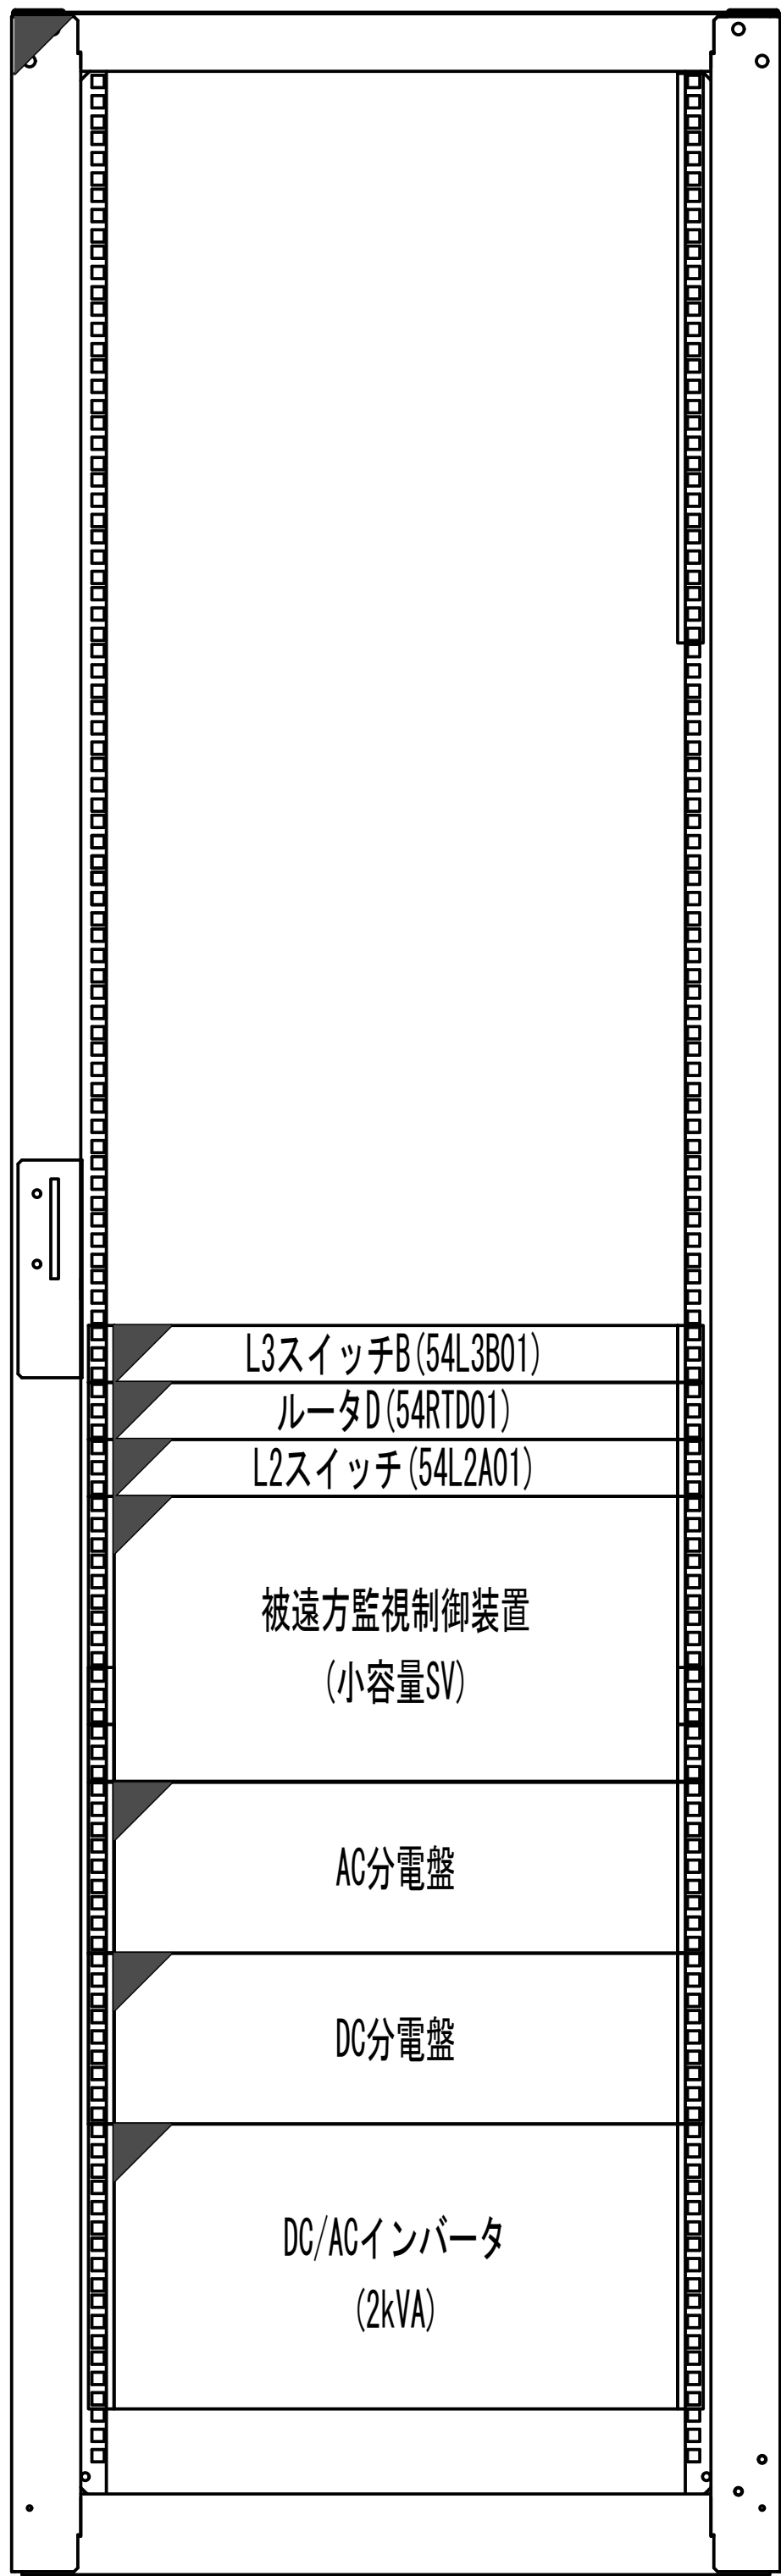 L3スイッチB(54L3B01)
ルータD(54RTD01)
L2スイッチ(54L2A01)
被遠方監視制御装置
(小容量SV)
AC分電盤
DC分電盤
DC/ACインバータ
(2kVA)